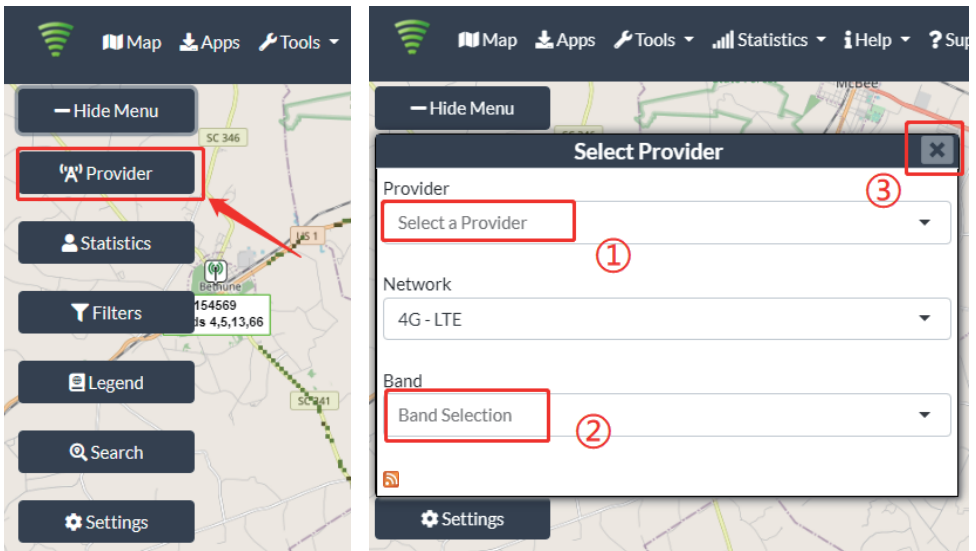 Map Apps Tools
Hide Menu
SC 346
Provider
US 1
Statistics
Bethune
154569
ds 4,5,13,66
Filters
Legend
SC 341
Search
Settings
Map Apps Tools Statistics Help ? Sup
McBee
Hide Menu
Select Provider
③
Provider
Select a Provider
①
Network
4G - LTE
Band
Band Selection
②
Settings